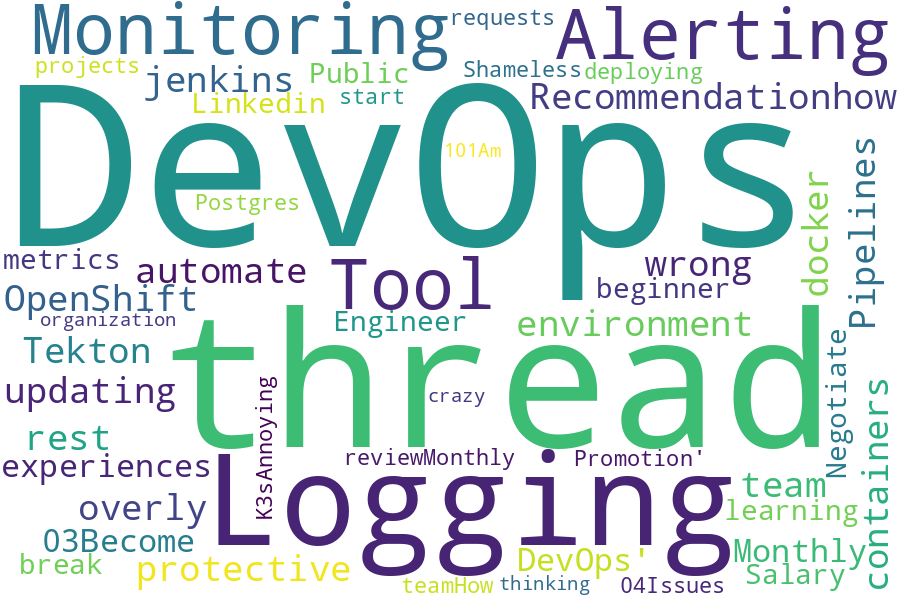 Monitoring
requests
Alerting
projects
jenkins
Public
Shameless
deploying
Linkedin
start
Recommendationhow
DevOps
101Am
Postgres
docker
Pipelines
metrics
automate
Tool
wrong
OpenShift
beginner
organization
Engineer
environment
thread
Tekton
updating
crazy
Negotiate
K3sAnnoying
containers
rest
experiences
reviewMonthly
Promotion'
Logging
team
overly
learning
O3Become
DevOps'
Monthly
break
protective
Salary
teamHow
thinking
O4Issues